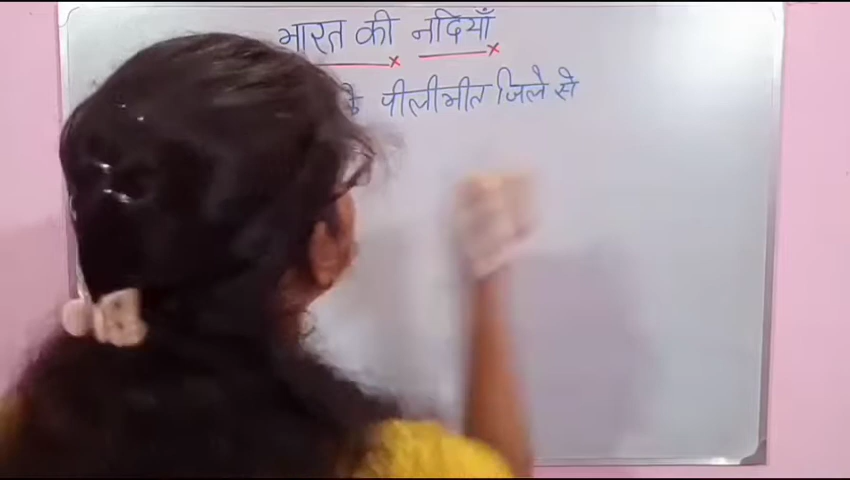 भारत की नदियाँ
के पीलीभीत जिले से